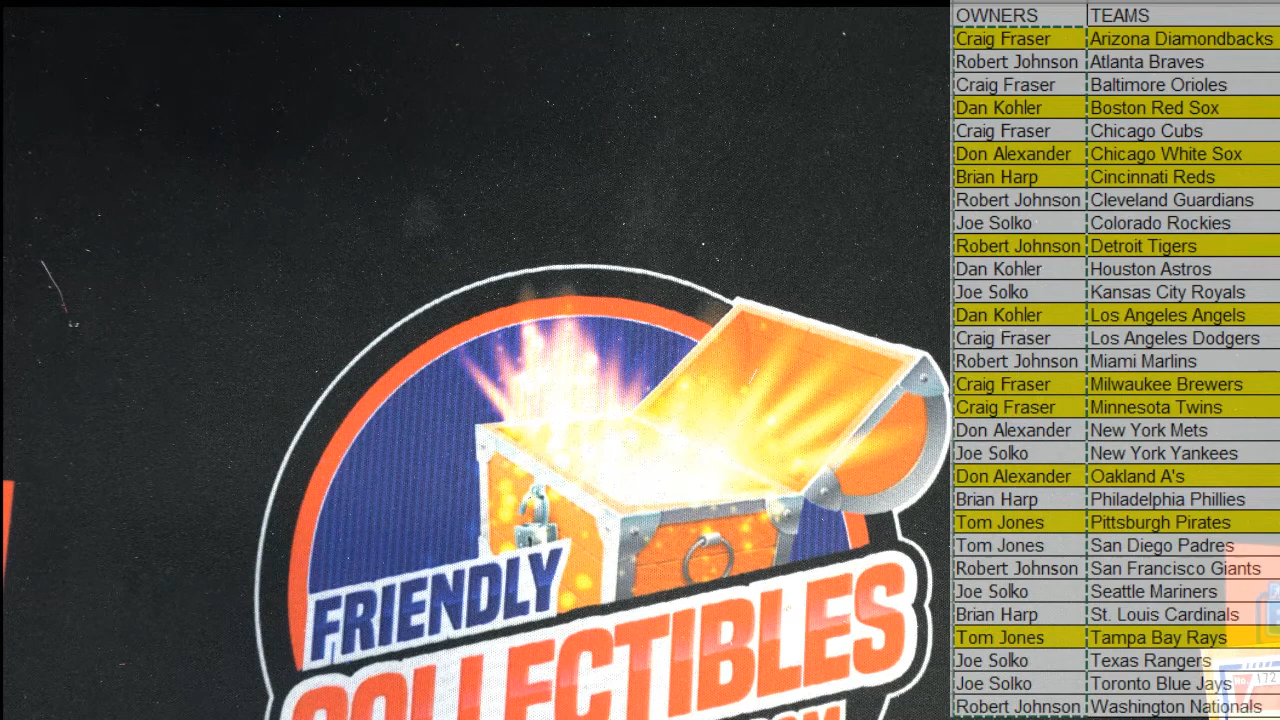 OWNERS TEAMS
Craig Fraser Arizona Diamondbacks
Robert Johnson Atlanta Braves
Craig Fraser Baltimore Orioles
Dan Kohler Boston Red Sox
Craig Fraser Chicago Cubs
Don Alexander Chicago White Sox
Brian Harp Cincinnati Reds
Robert Johnson Cleveland Guardians
Joe Solko Colorado Rockies
Robert Johnson Detroit Tigers
Dan Kohler Houston Astros
Joe Solko Kansas City Royals
Dan Kohler Los Angeles Angels
Craig Fraser Los Angeles Dodgers
Robert Johnson Miami Marlins
Craig Fraser Milwaukee Brewers
Craig Fraser Minnesota Twins
Don Alexander New York Mets
Joe Solko New York Yankees
Don Alexander Oakland A's
Brian Harp Philadelphia Phillies
Tom Jones Pittsburgh Pirates
Tom Jones San Diego Padres
Robert Johnson San Francisco Giants
Joe Solko Seattle Mariners
Brian Harp St. Louis Cardinals
Tom Jones Tampa Bay Rays
Joe Solko Texas Rangers
Joe Solko Toronto Blue Jays
Robert Johnson Washington Nationals
FRIENDLY
COLLECTIBLES
172